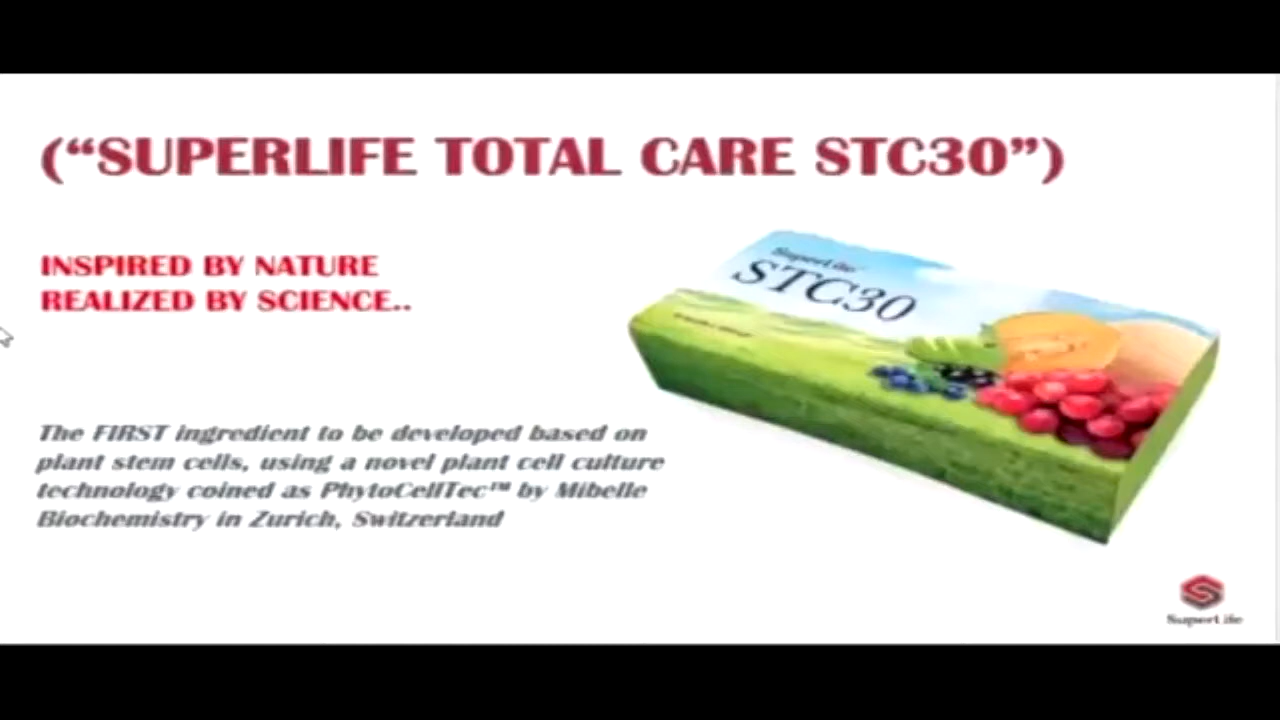 ("SUPERLIFE TOTAL CARE STC30")
INSPIRED BY NATURE
REALIZED BY SCIENCE..
SuperLife
STC30
The FIRST ingredient to be developed based on
plant stem cells, using a novel plant cell culture
technology coined as PhytoCellTec™ by Mibelle
Biochemistry in Zurich, Switzerland
SuperLife